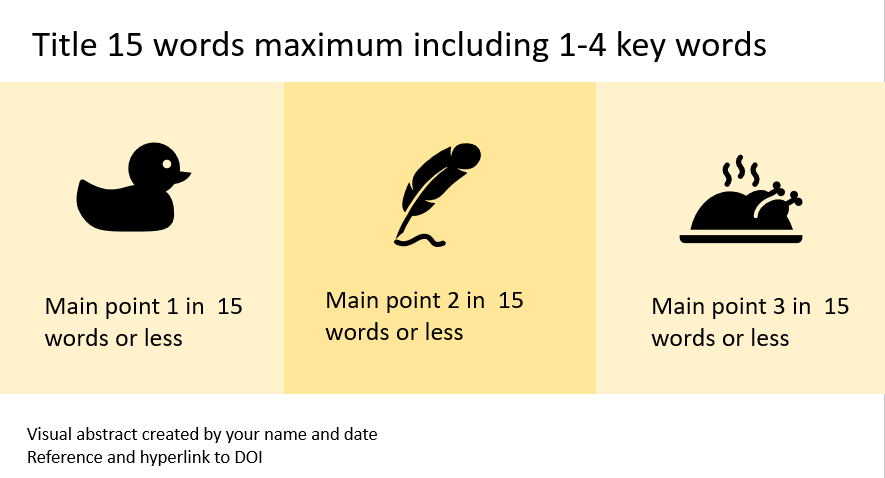 Title 15 words maximum including 1-4 key words
Main point 1 in  15
words or less
Main point 2 in  15
words or less
Main point 3 in  15
words or less
Visual abstract created by your name and date
Reference and hyperlink to DOI